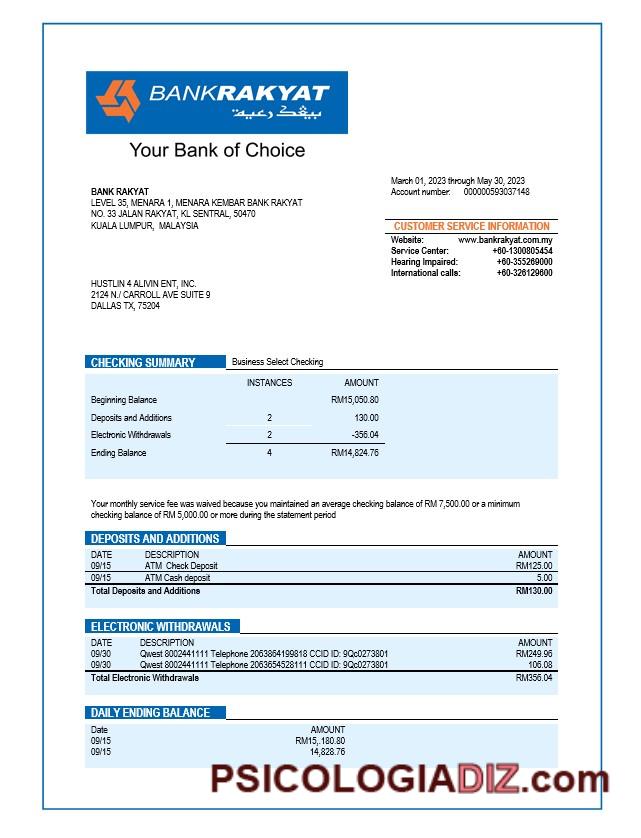 BANKRAKYAT
بيڠک رعية
Your Bank of Choice
March 01, 2023 through May 30, 2023
Account number: 000000593037148
BANK RAKYAT
LEVEL 35, MENARA 1, MENARA KEMBAR BANK RAKYAT
NO. 33 JALAN RAKYAT, KL SENTRAL, 50470
KUALA LUMPUR, MALAYSIA
CUSTOMER SERVICE INFORMATION
Website: www.bankrakyat.com.my
Service Center: +60-1300805454
Hearing Impaired: +60-355269000
International calls: +60-326129600
HUSTLIN 4 ALIVIN ENT, INC.
2124 N./ CARROLL AVE SUITE 9
DALLAS TX, 75204
CHECKING SUMMARY Business Select Checking
INSTANCES AMOUNT
Beginning Balance RM15,050.80
Deposits and Additions 2 130.00
Electronic Withdrawals 2 -356.04
Ending Balance 4 RM14,824.76
Your monthly service fee was waived because you maintained an average checking balance of RM 7,500.00 or a minimum
checking balance of RM 5,000.00 or more during the statement period
DEPOSITS AND ADDITIONS
DATE DESCRIPTION AMOUNT
09/15 ATM Check Deposit RM125.00
09/15 ATM Cash deposit 5.00
Total Deposits and Additions RM130.00
ELECTRONIC WITHDRAWALS
DATE DESCRIPTION AMOUNT
09/30 Qwest 8002441111 Telephone 2063864199818 CCID ID: 9Qc0273801 RM249.96
09/30 Qwest 8002441111 Telephone 2063654528111 CCID ID: 9Qc0273801 106.08
Total Electronic Withdrawals RM356.04
DAILY ENDING BALANCE
Date AMOUNT
09/15 RM15,.180.80
09/15 14,828.76
PSICOLOGIADIZ.com